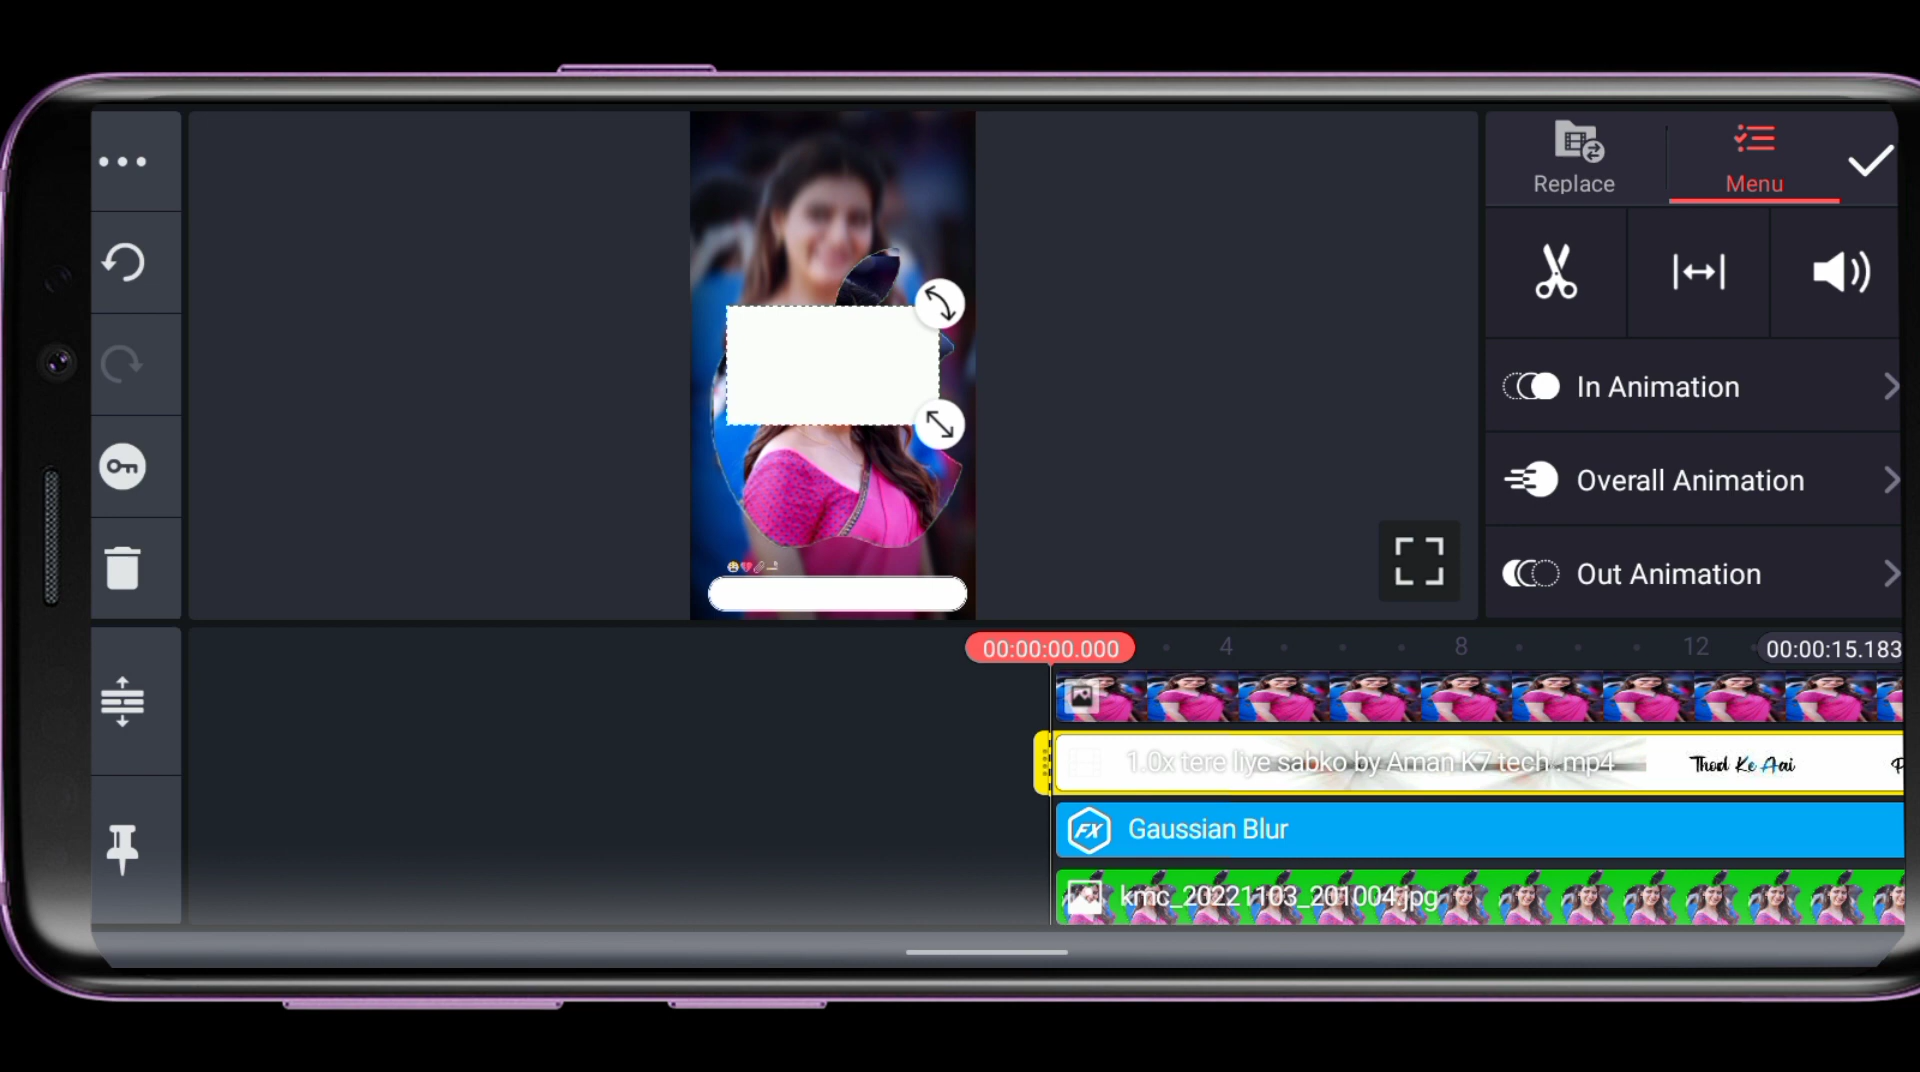 Replace
Menu
In Animation
Overall Animation
Out Animation
00:00:00.000
4
8
12
00:00:15.183
1.0x tere liye sabko by Aman K7 tech .mp4
Thod Ke Aai
FX
Gaussian Blur
kmc_20221103_201004.jpg